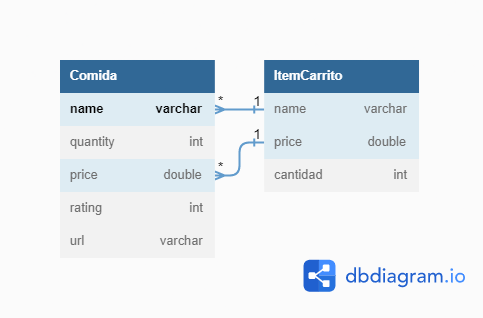 Comida
name varchar
quantity int
price double
rating int
url varchar
* 1
* 1
ItemCarrito
name varchar
price double
cantidad int
dbdiagram.io